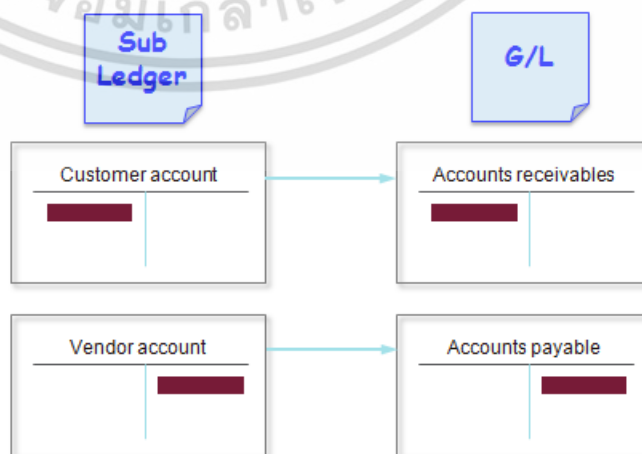 Sub
Ledger
G/L
Customer account
Accounts receivables
Vendor account
Accounts payable